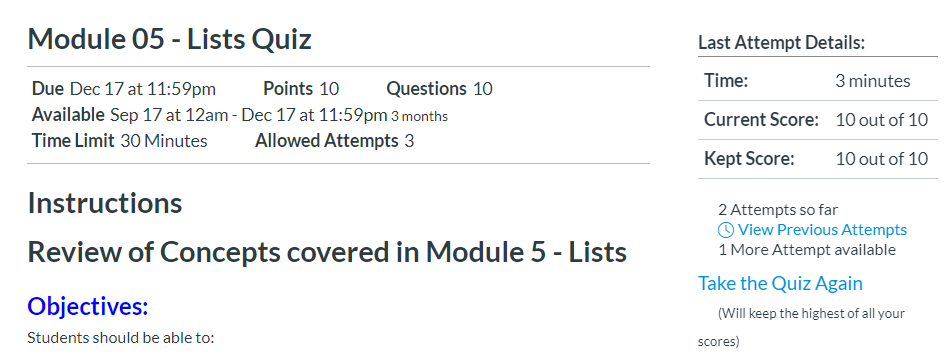 Module 05 - Lists Quiz
Due Dec 17 at 11:59pm Points 10 Questions 10
Available Sep 17 at 12am - Dec 17 at 11:59pm 3 months
Time Limit 30 Minutes Allowed Attempts 3
Instructions
Review of Concepts covered in Module 5 - Lists
Objectives:
Students should be able to:
Last Attempt Details:
Time: 3 minutes
Current Score: 10 out of 10
Kept Score: 10 out of 10
2 Attempts so far
View Previous Attempts
1 More Attempt available
Take the Quiz Again
(Will keep the highest of all your
scores)